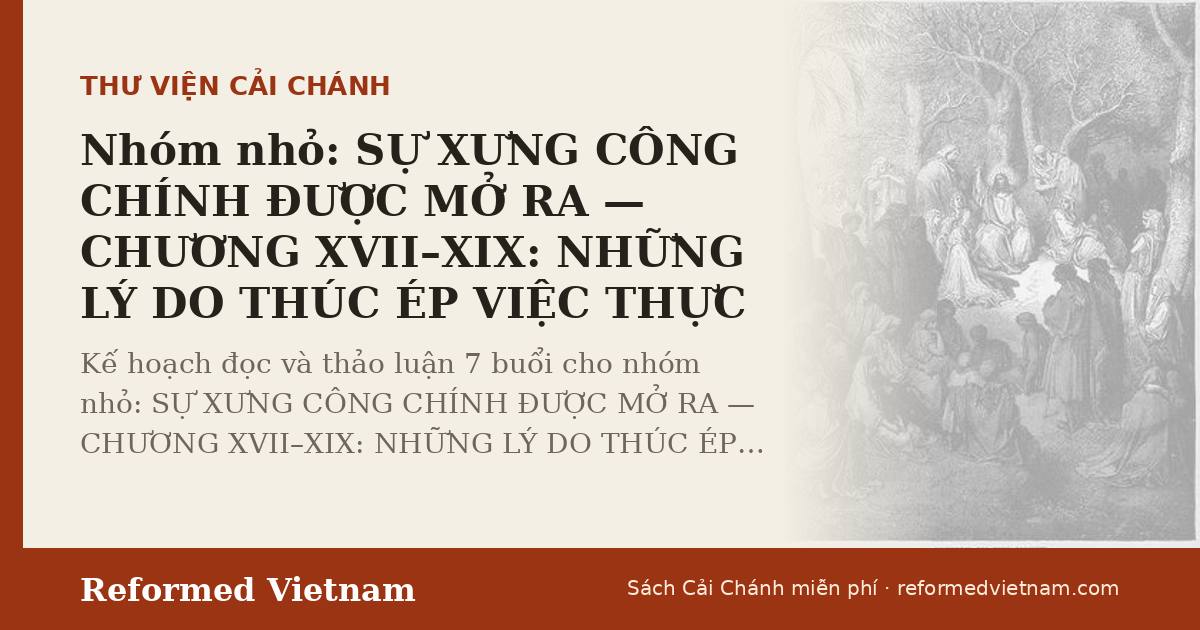 THƯ VIỆN CẢI CHÁNH
Nhóm nhỏ: SỰ XƯNG CÔNG
CHÍNH ĐƯỢC MỞ RA —
CHƯƠNG XVII–XIX: NHỮNG
LÝ DO THÚC ÉP VIỆC THỰC
Kế hoạch đọc và thảo luận 7 buổi cho nhóm
nhỏ: SỰ XƯNG CÔNG CHÍNH ĐƯỢC MỞ RA —
CHƯƠNG XVII–XIX: NHỮNG LÝ DO THÚC ÉP…
Reformed Vietnam
Sách Cải Chánh miễn phí · reformedvietnam.com